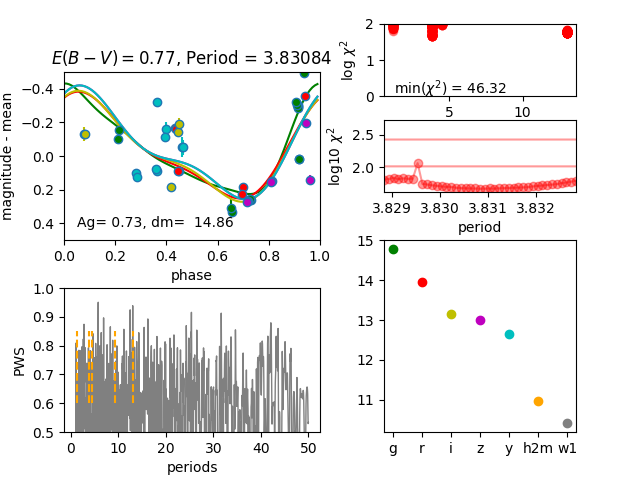 E(B − V) = 0.77, Period = 3.83084
magnitude - mean
−0.4
−0.2
0.0
0.2
0.4
Ag= 0.73, dm=  14.86
0.0 0.2 0.4 0.6 0.8 1.0
phase
log χ²
2
1
0
min(χ²) = 46.32
5 10
log10 χ²
2.5
2.0
3.829 3.830 3.831 3.832
period
PWS
1.0
0.9
0.8
0.7
0.6
0.5
0 10 20 30 40 50
periods
15
14
13
12
11
g r i z y h2m w1